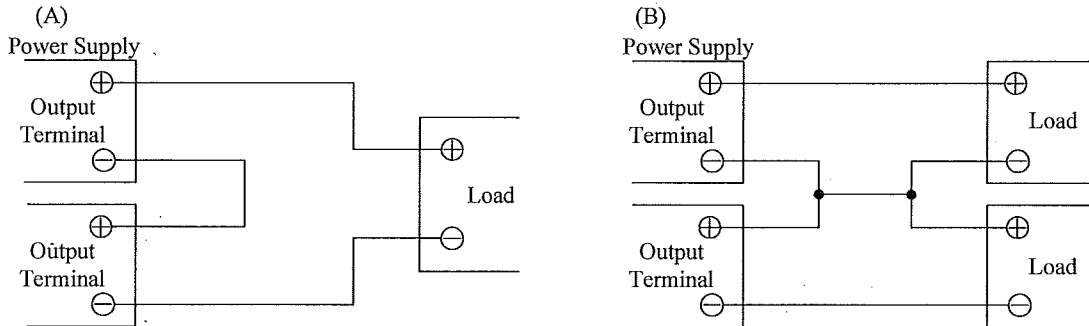 (A)
Power Supply
+
Output
Terminal
−
+
Output
Terminal
−
+
Load
−
(B)
Power Supply
+
Output
Terminal
−
+
Output
Terminal
−
+
Load
−
+
Load
−